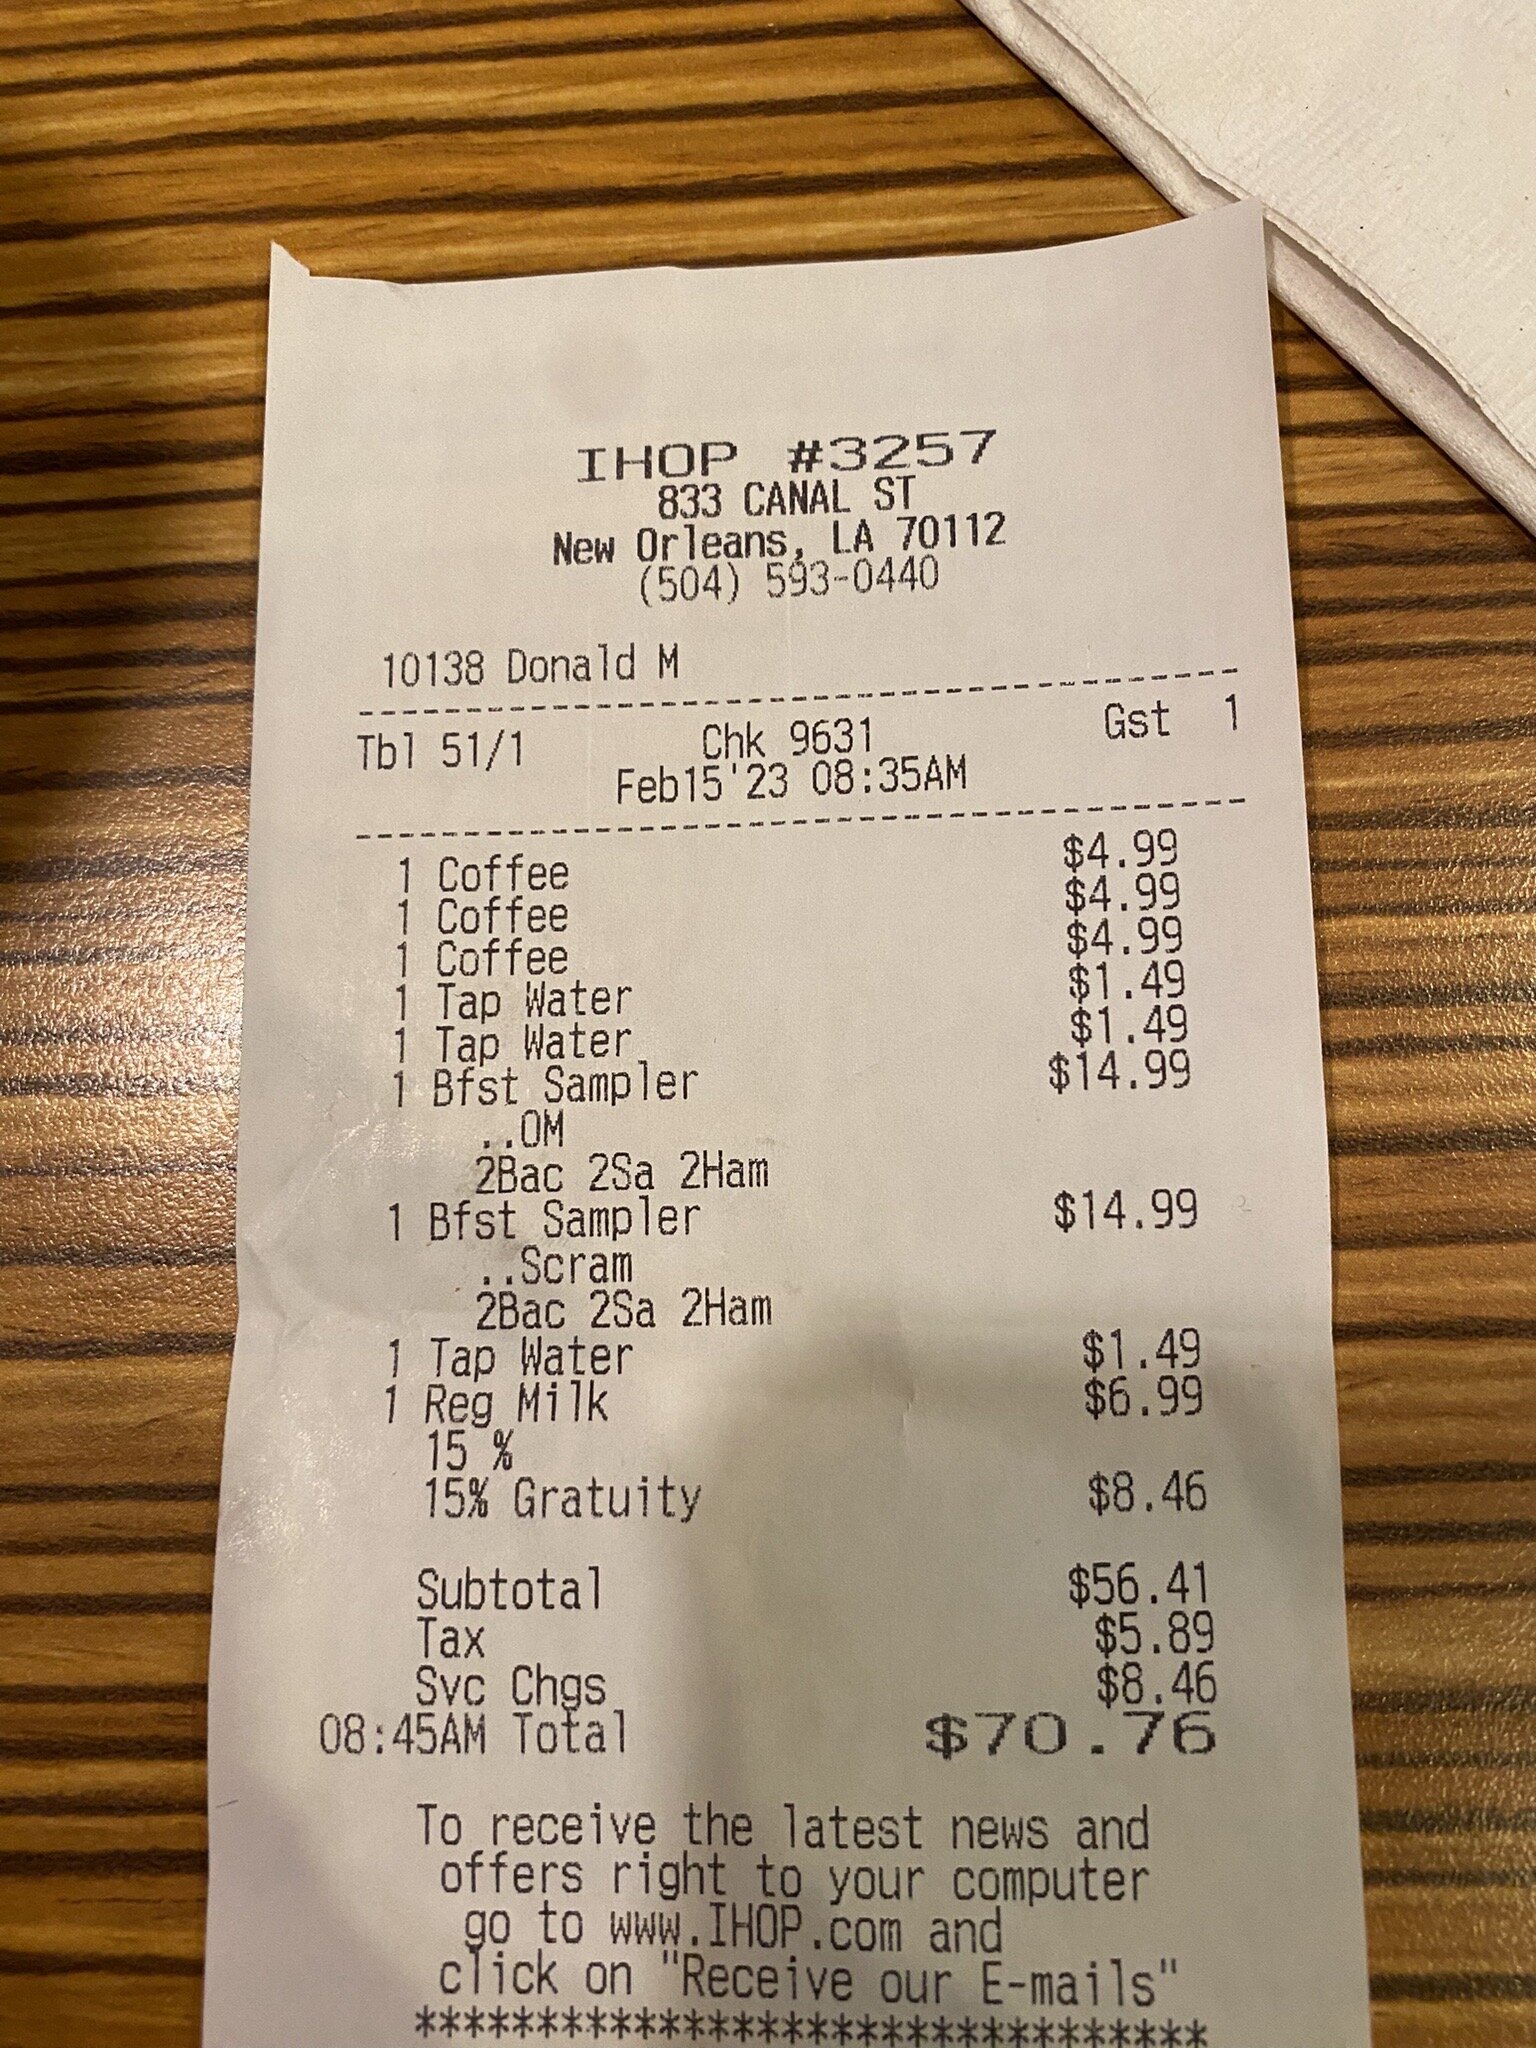 IHOP #3257
833 CANAL ST
New Orleans, LA 70112
(504) 593-0440
10138 Donald M
Tbl 51/1 Chk 9631 Gst 1
Feb15'23 08:35AM
1 Coffee $4.99
1 Coffee $4.99
1 Coffee $4.99
1 Tap Water $1.49
1 Tap Water $1.49
1 Bfst Sampler $14.99
..OM
2Bac 2Sa 2Ham
1 Bfst Sampler $14.99
..Scram
2Bac 2Sa 2Ham
1 Tap Water $1.49
1 Reg Milk $6.99
15 %
15% Gratuity $8.46
Subtotal $56.41
Tax $5.89
Svc Chgs $8.46
08:45AM Total $70.76
To receive the latest news and
offers right to your computer
go to www.IHOP.com and
click on "Receive our E-mails"
*********************************